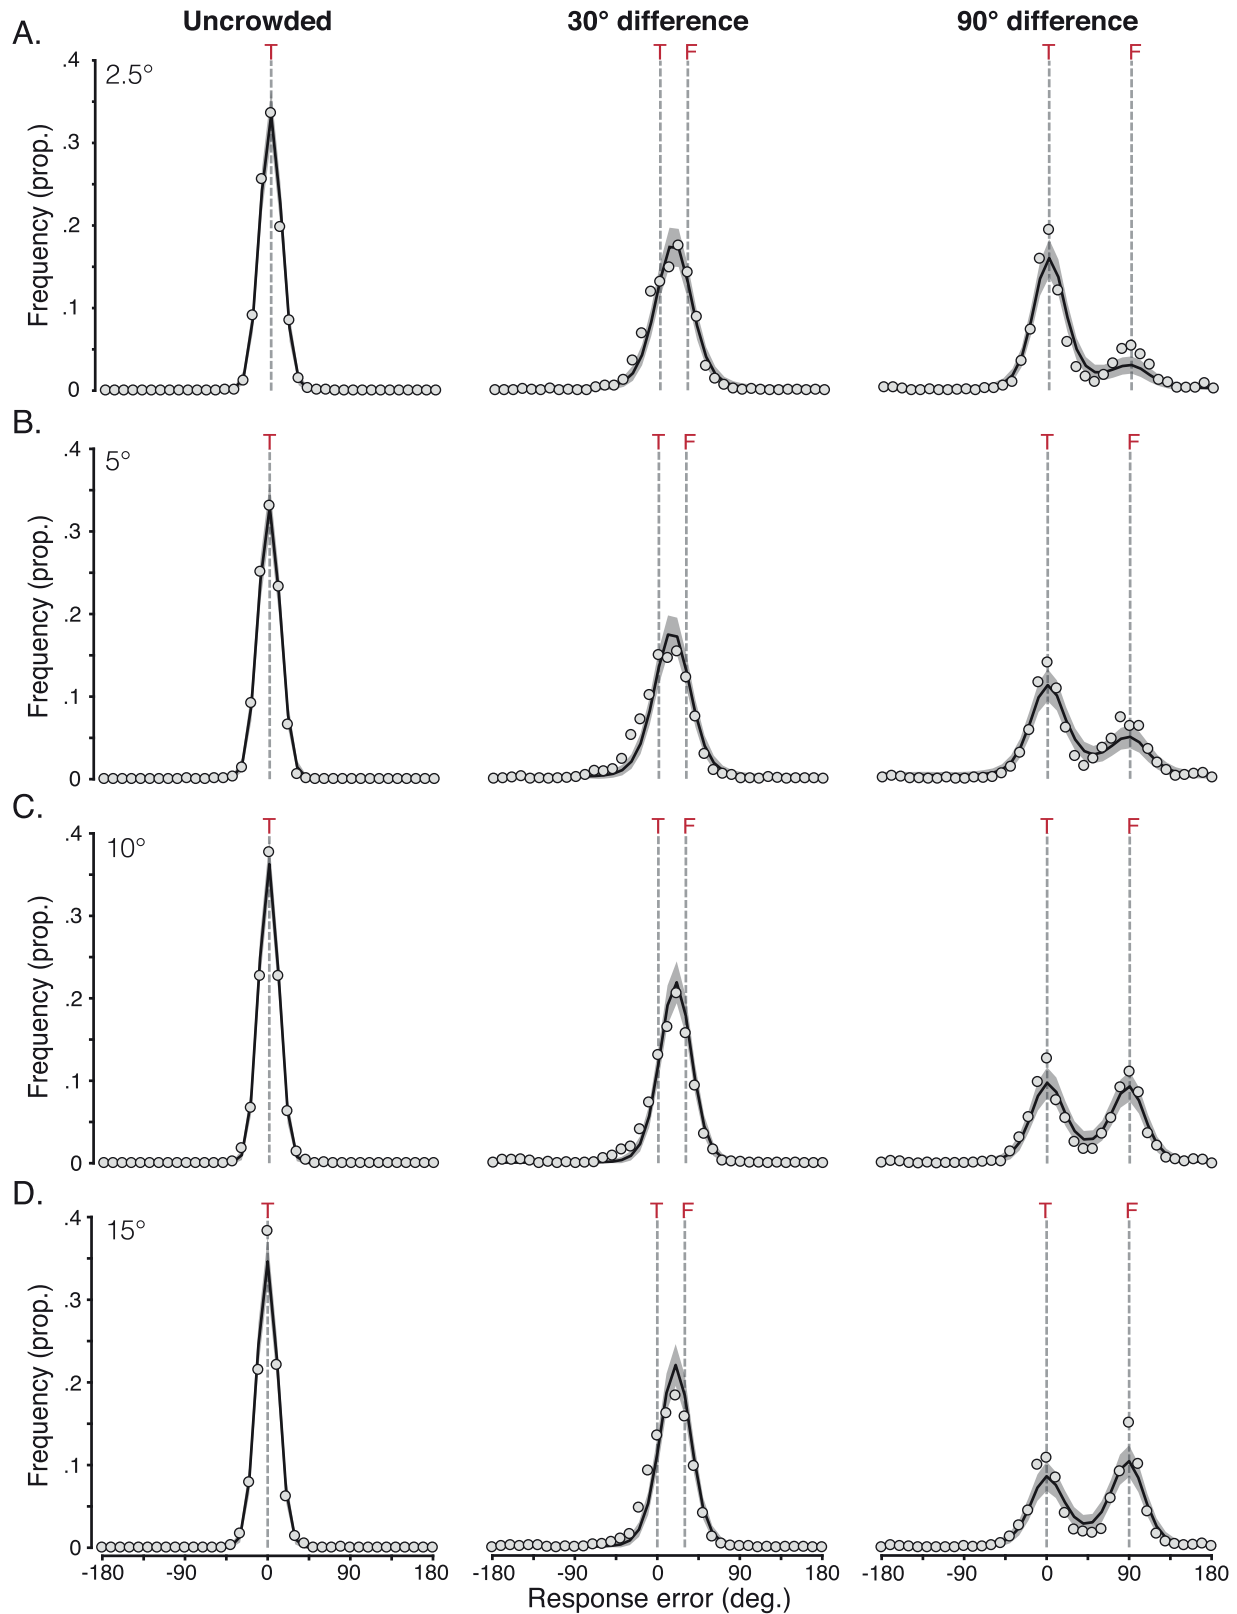 Uncrowded 30° difference 90° difference
A.
T T F T F
2.5°
.4
.3
.2
.1
0
Frequency (prop.)
B.
T T F T F
5°
.4
.3
.2
.1
0
Frequency (prop.)
C.
T T F T F
10°
.4
.3
.2
.1
0
Frequency (prop.)
D.
T T F T F
15°
.4
.3
.2
.1
0
Frequency (prop.)
-180 -90 0 90 180 -180 -90 0 90 180 -180 -90 0 90 180
Response error (deg.)